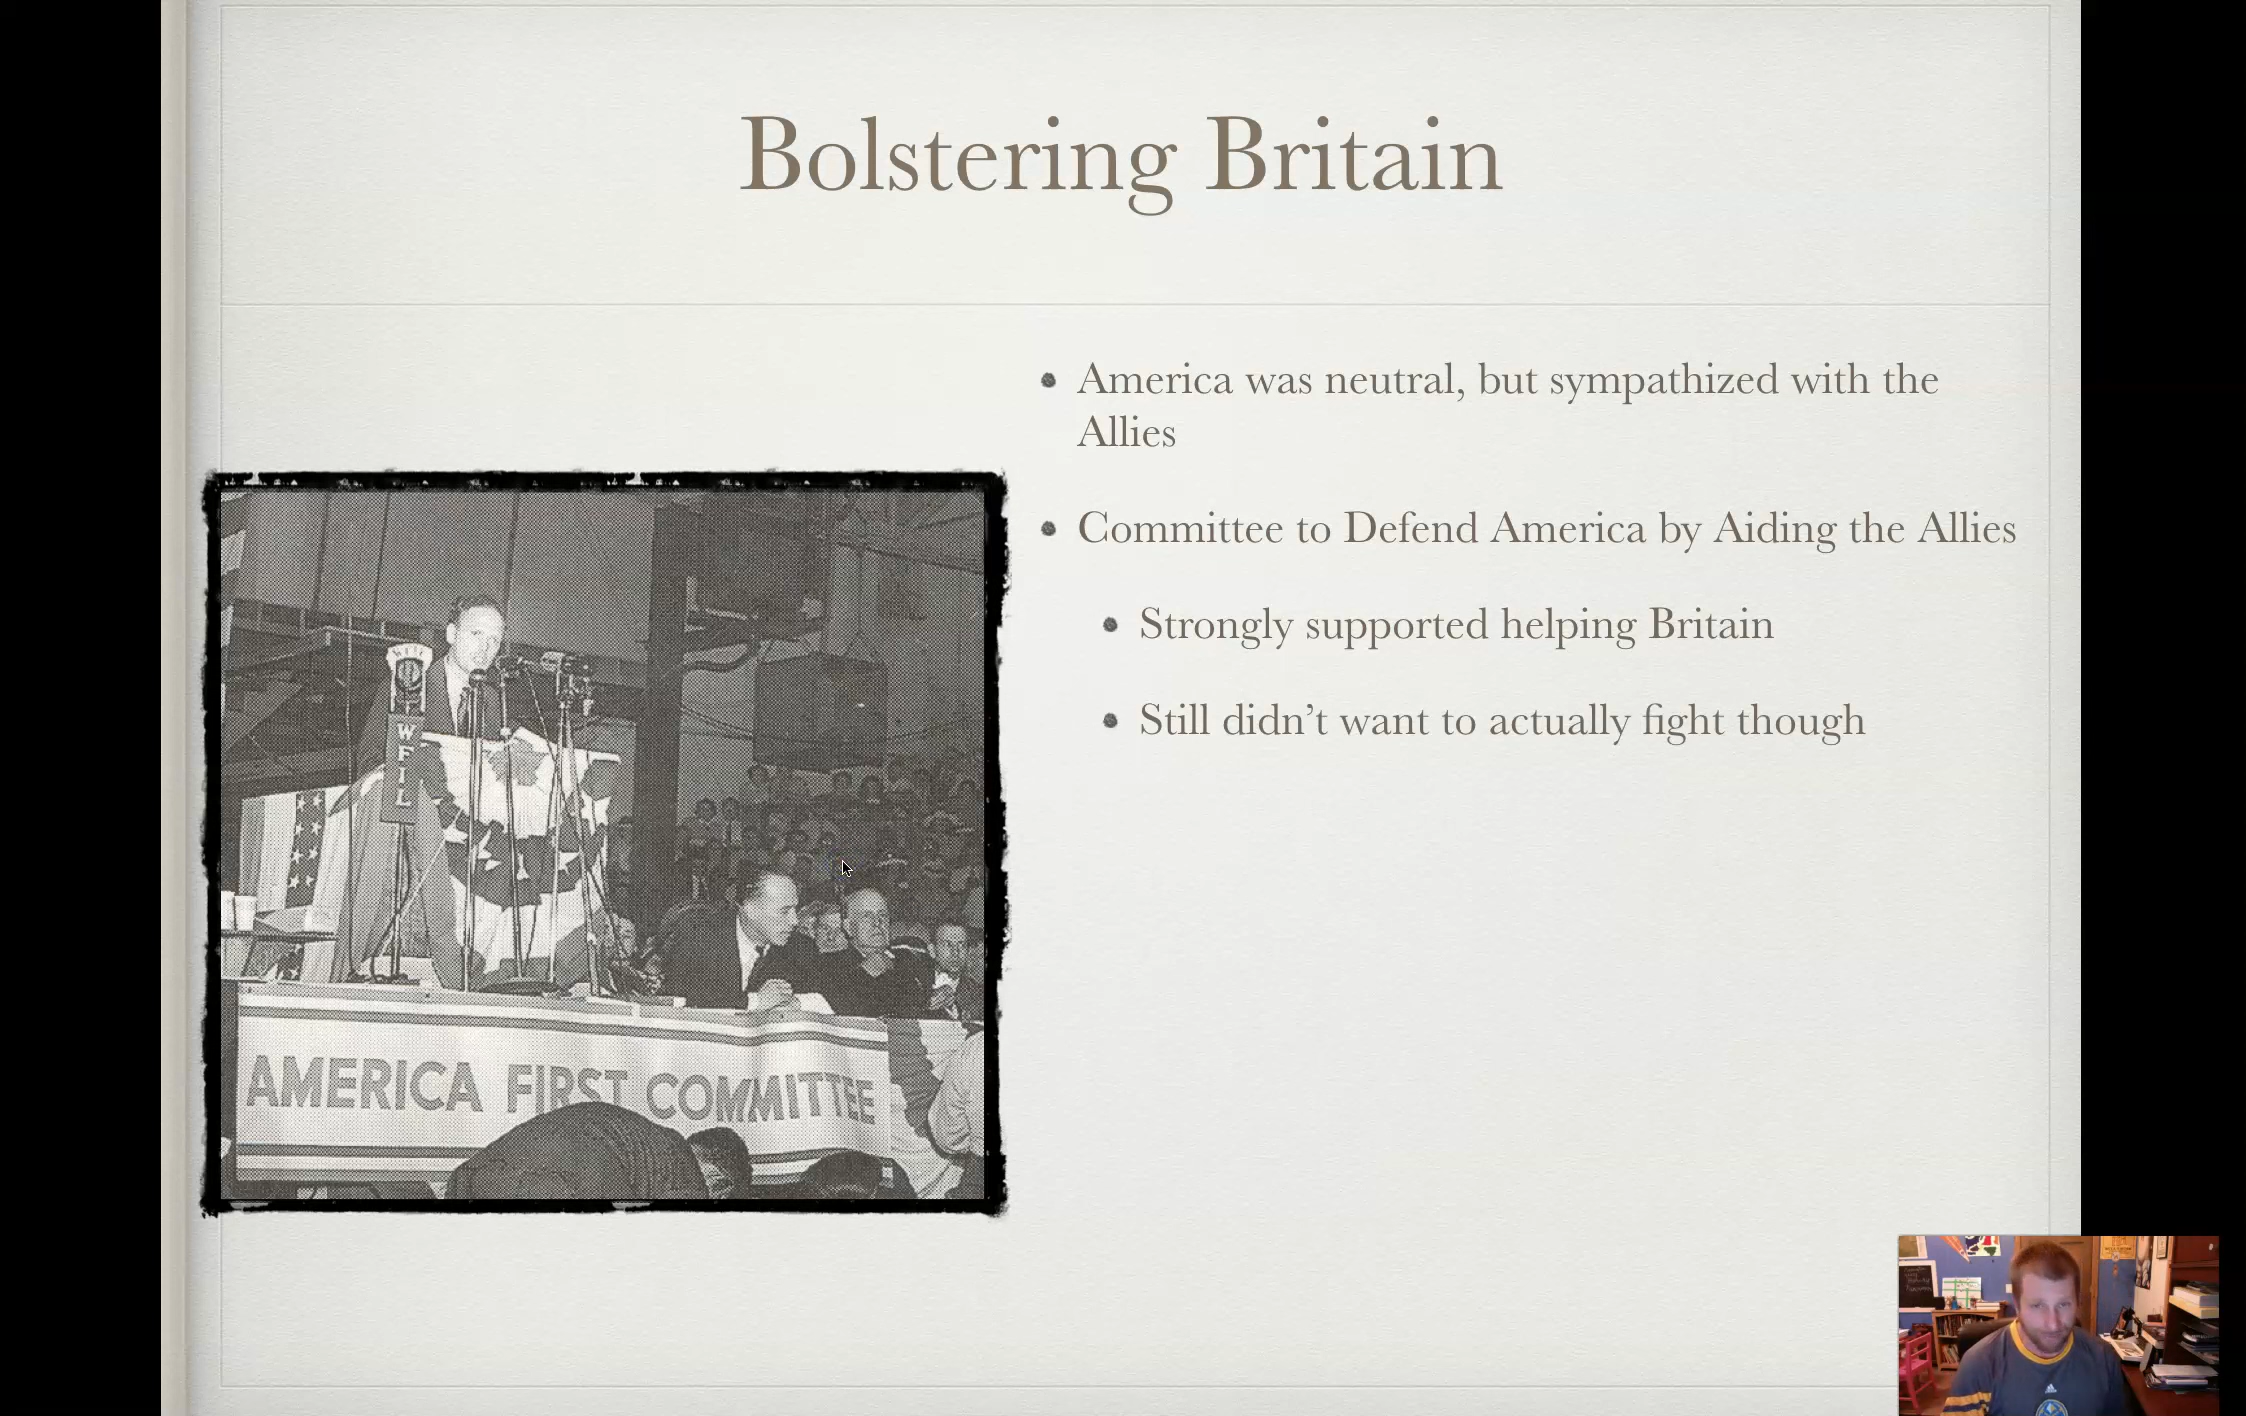 Bolstering Britain
America was neutral, but sympathized with the
Allies
Committee to Defend America by Aiding the Allies
Strongly supported helping Britain
Still didn’t want to actually fight though
WFIL
WFIL
AMERICA FIRST COMMITTEE